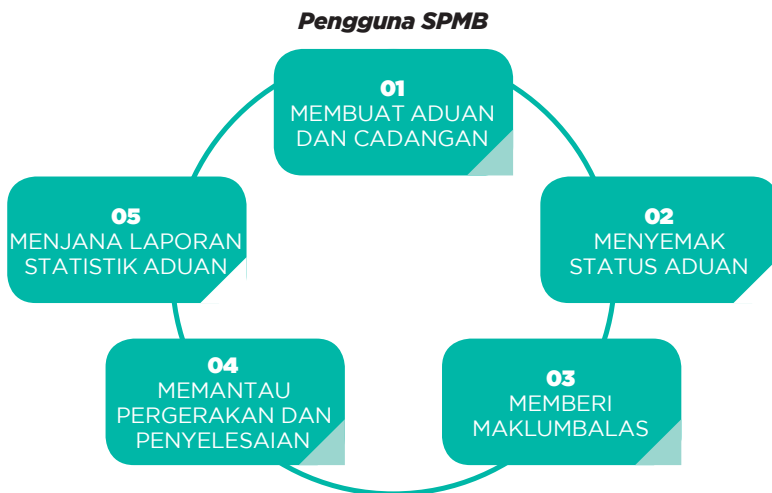 Pengguna SPMB
01
MEMBUAT ADUAN
DAN CADANGAN
02
MENYEMAK
STATUS ADUAN
03
MEMBERI
MAKLUMBALAS
04
MEMANTAU
PERGERAKAN DAN
PENYELESAIAN
05
MENJANA LAPORAN
STATISTIK ADUAN